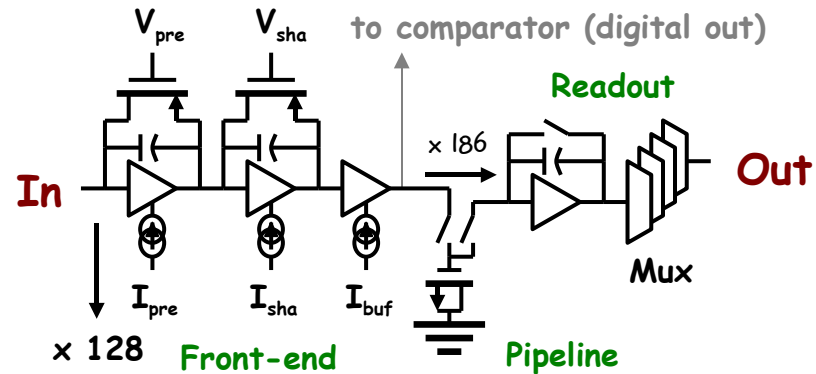 V_pre
V_sha
to comparator (digital out)
Readout
x 186
In
Out
Mux
I_pre
I_sha
I_buf
x 128
Front-end
Pipeline